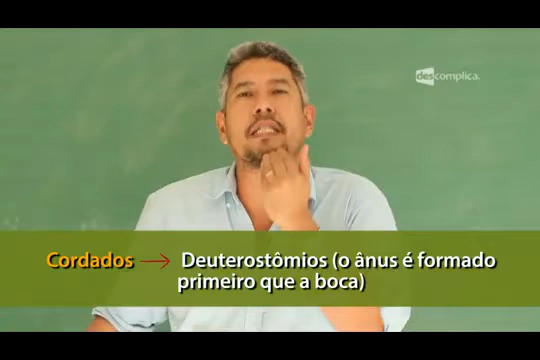 descomplica.
Cordados → Deuterostômios (o ânus é formado
primeiro que a boca)